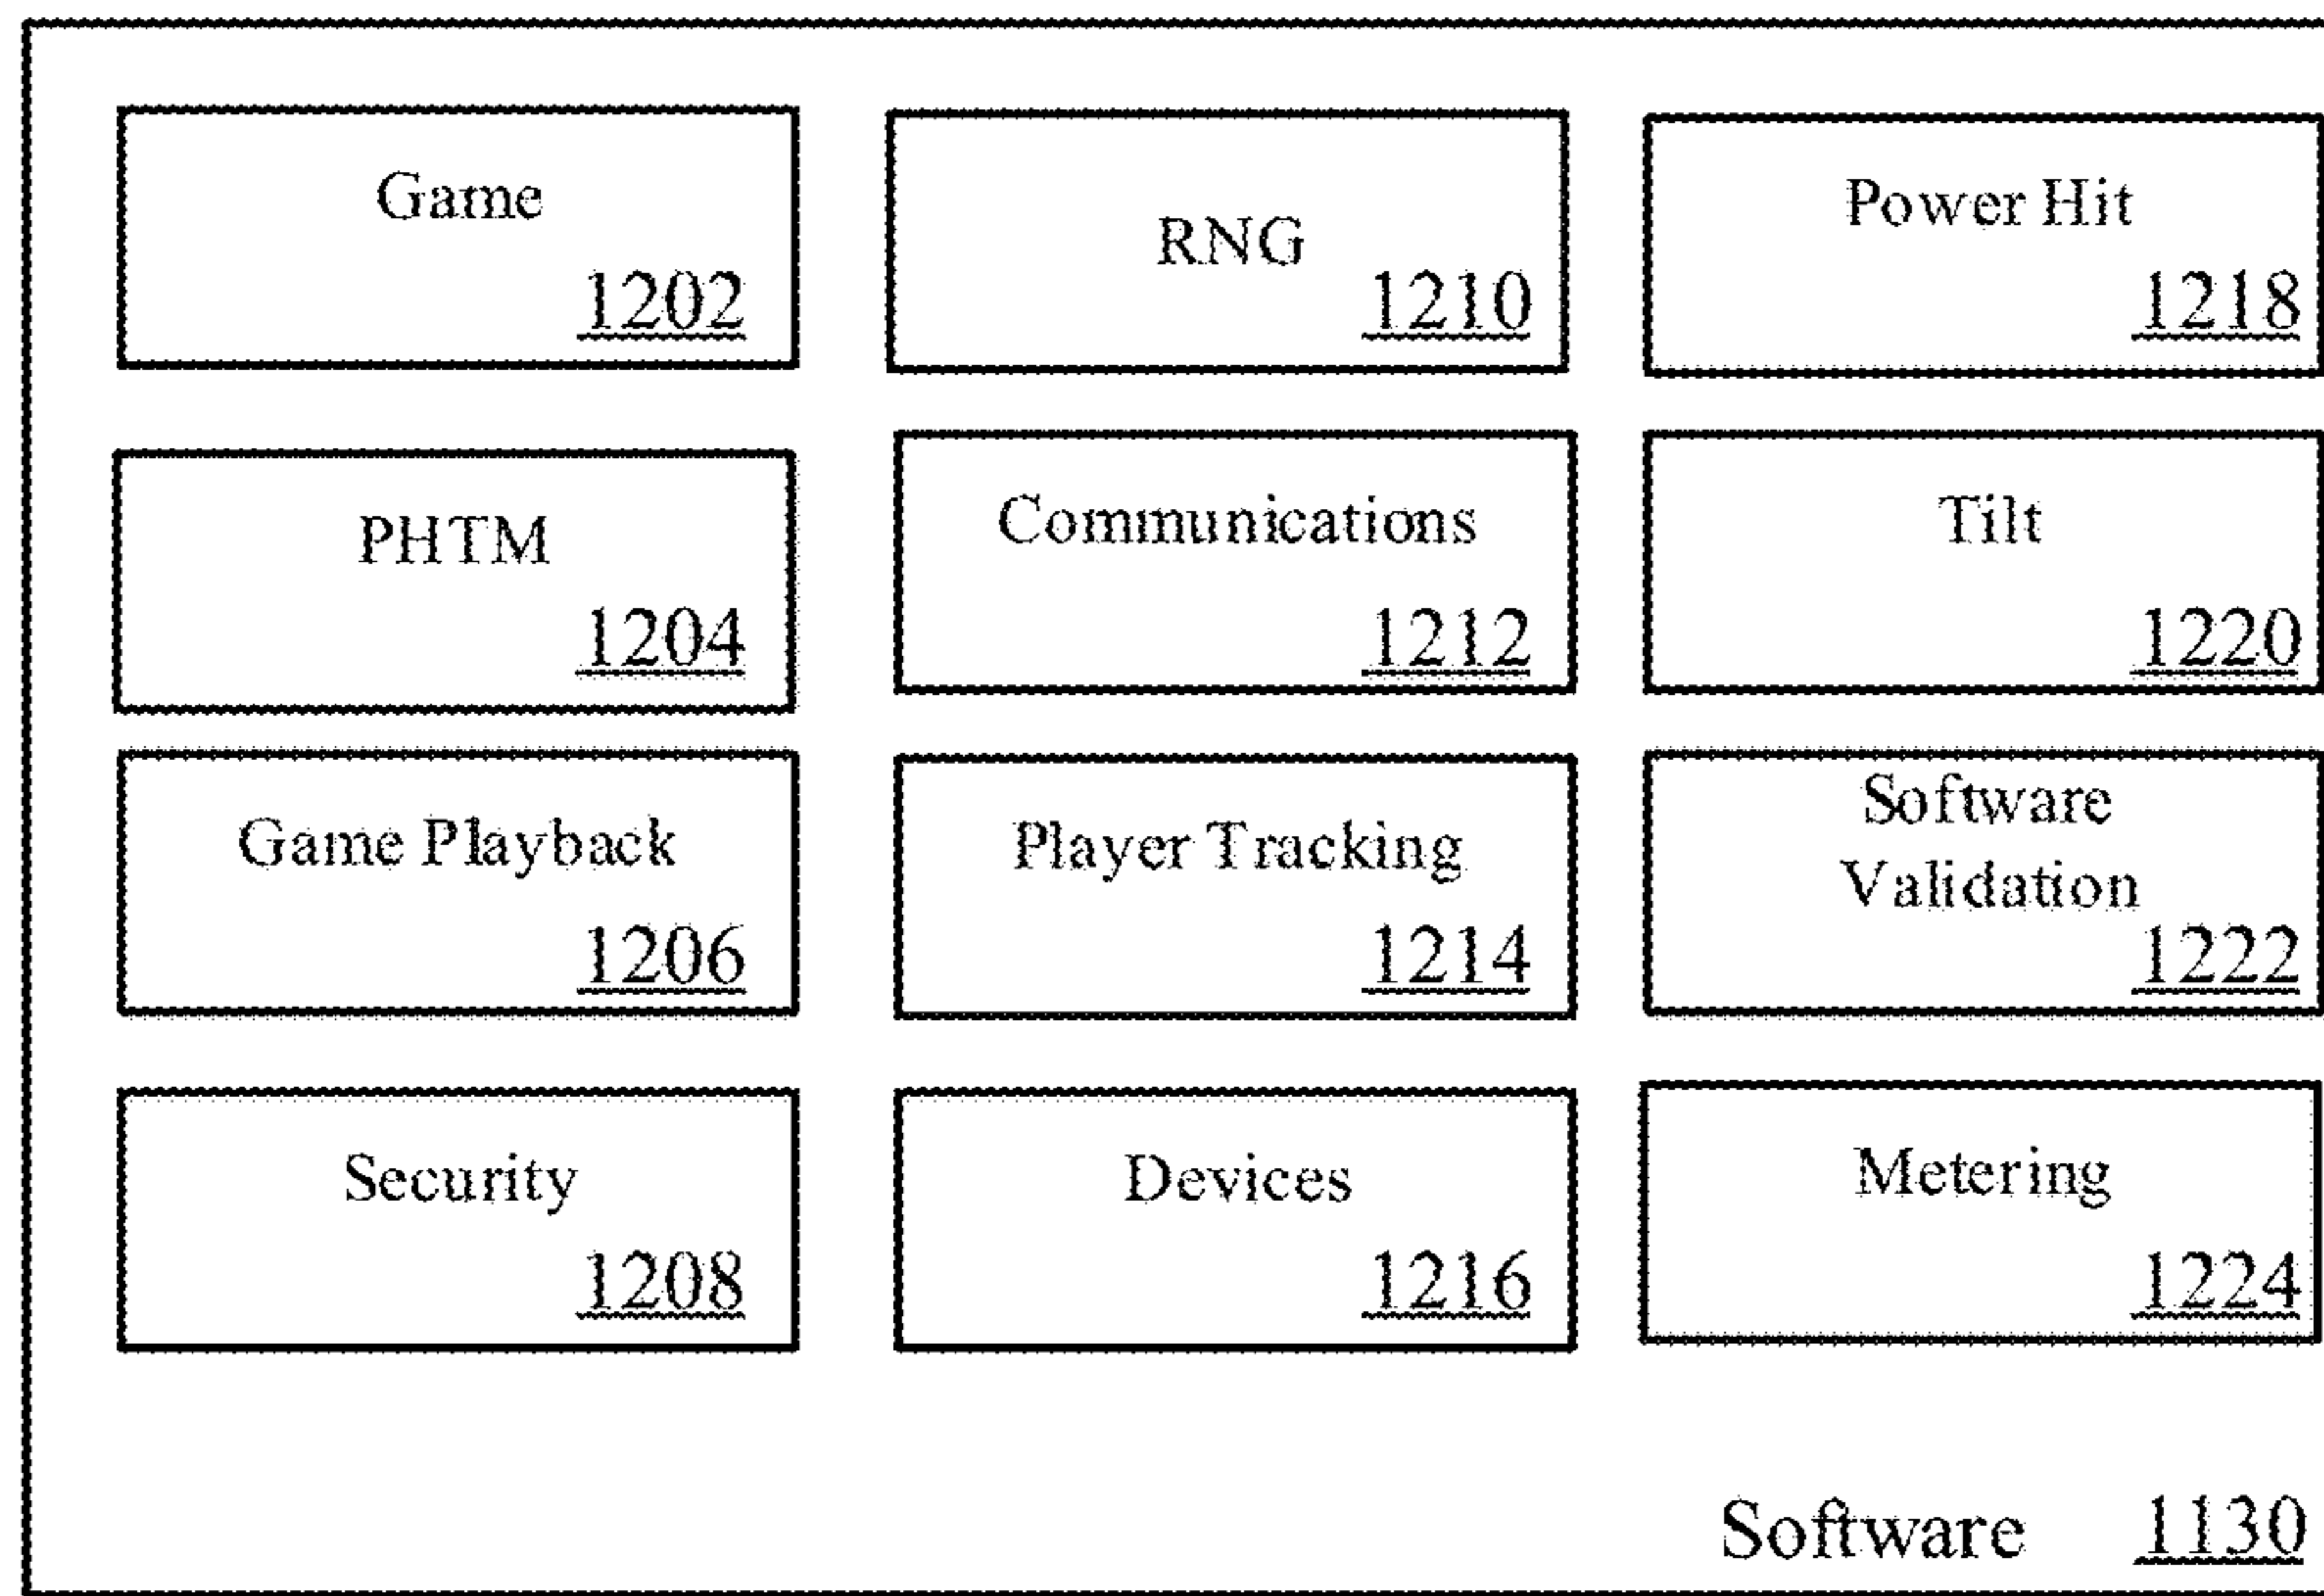 Game
1202
RNG
1210
Power Hit
1218
PHTM
1204
Communications
1212
Tilt
1220
Game Playback
1206
Player Tracking
1214
Software
Validation
1222
Security
1208
Devices
1216
Metering
1224
Software 1130